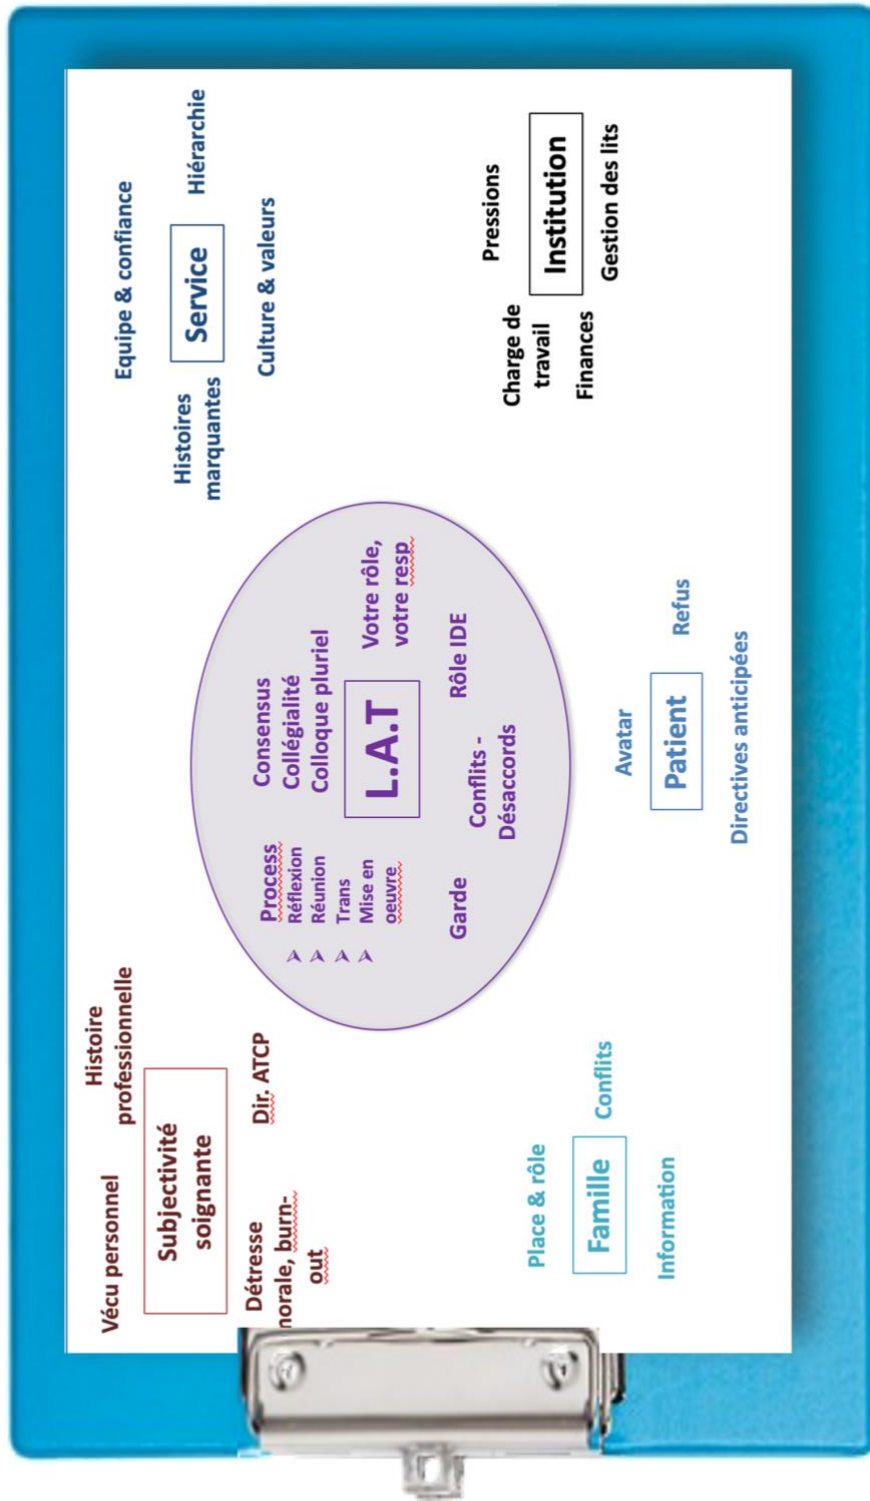 Vécu personnel
Histoire
professionnelle
Subjectivité
soignante
Détresse
morale, burn-
out
Dir. ATCP
Equipe & confiance
Histoires
marquantes
Service
Hiérarchie
Culture & valeurs
Process
Réflexion
Réunion
Trans
Mise en
oeuvre
Consensus
Collégialité
Colloque pluriel
L.A.T
Votre rôle,
votre resp
Garde
Conflits -
Désaccords
Rôle IDE
Place & rôle
Famille
Conflits
Information
Avatar
Patient
Refus
Directives anticipées
Pressions
Charge de
travail
Institution
Finances
Gestion des lits